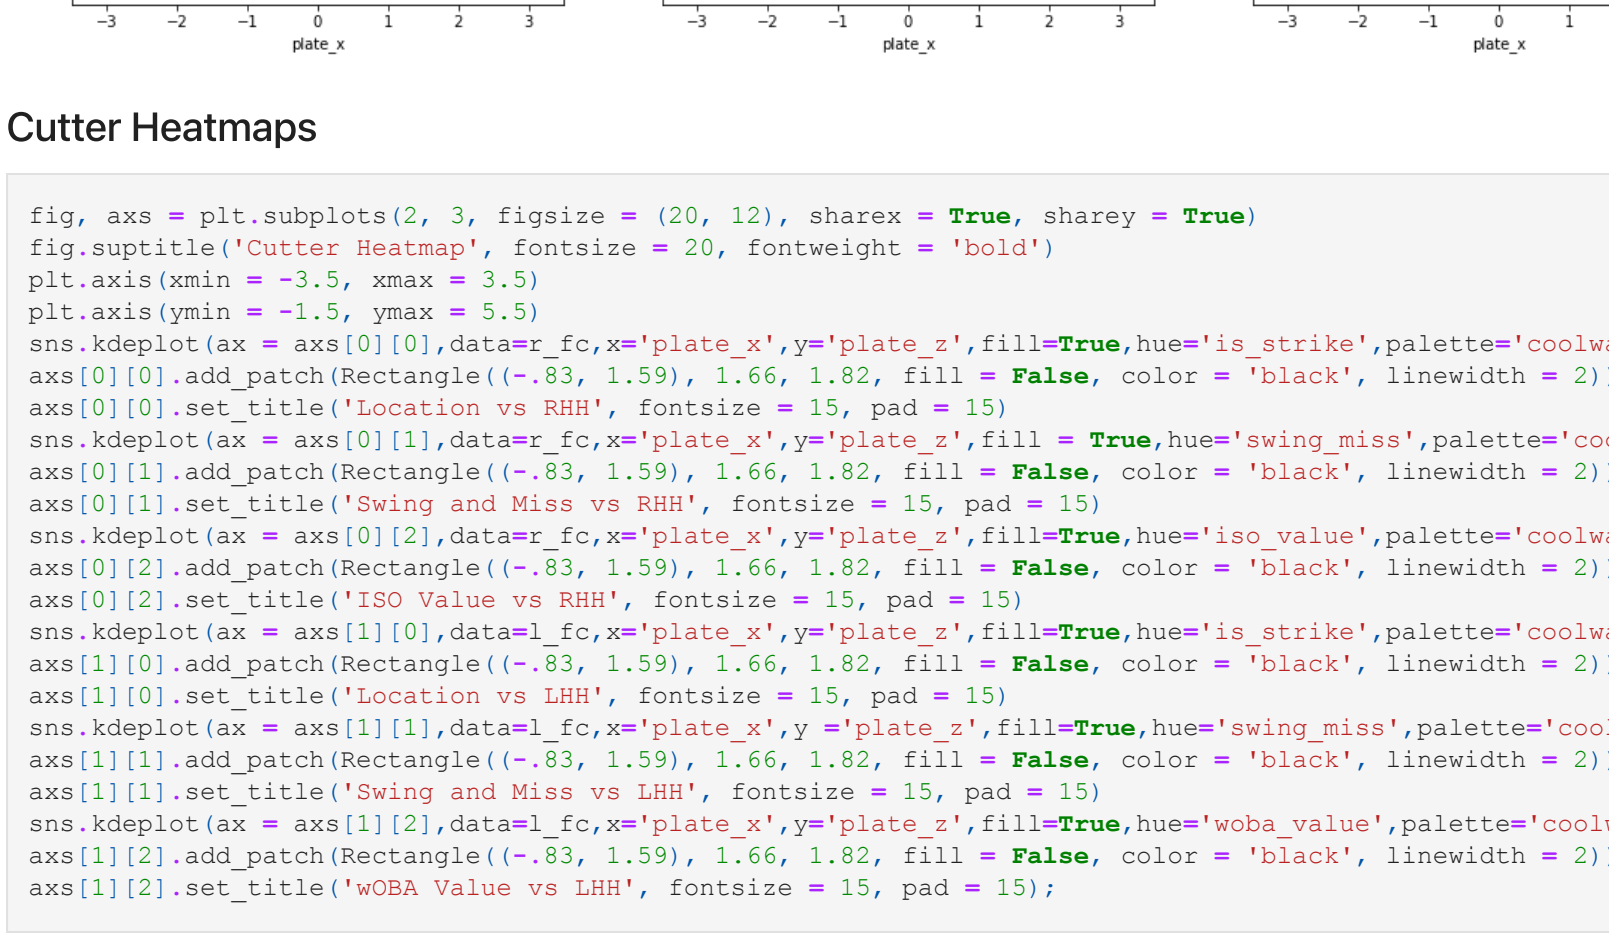 −3 −2 −1 0 1 2 3 −3 −2 −1 0 1 2 3 −3 −2 −1 0 1
plate_x plate_x plate_x
Cutter Heatmaps
fig, axs = plt.subplots(2, 3, figsize = (20, 12), sharex = True, sharey = True)
fig.suptitle('Cutter Heatmap', fontsize = 20, fontweight = 'bold')
plt.axis(xmin = -3.5, xmax = 3.5)
plt.axis(ymin = -1.5, ymax = 5.5)
sns.kdeplot(ax = axs[0][0],data=r_fc,x='plate_x',y='plate_z',fill=True,hue='is_strike',palette='coolwa
axs[0][0].add_patch(Rectangle((-.83, 1.59), 1.66, 1.82, fill = False, color = 'black', linewidth = 2))
axs[0][0].set_title('Location vs RHH', fontsize = 15, pad = 15)
sns.kdeplot(ax = axs[0][1],data=r_fc,x='plate_x',y='plate_z',fill = True,hue='swing_miss',palette='coo
axs[0][1].add_patch(Rectangle((-.83, 1.59), 1.66, 1.82, fill = False, color = 'black', linewidth = 2))
axs[0][1].set_title('Swing and Miss vs RHH', fontsize = 15, pad = 15)
sns.kdeplot(ax = axs[0][2],data=r_fc,x='plate_x',y='plate_z',fill=True,hue='iso_value',palette='coolwa
axs[0][2].add_patch(Rectangle((-.83, 1.59), 1.66, 1.82, fill = False, color = 'black', linewidth = 2))
axs[0][2].set_title('ISO Value vs RHH', fontsize = 15, pad = 15)
sns.kdeplot(ax = axs[1][0],data=l_fc,x='plate_x',y='plate_z',fill=True,hue='is_strike',palette='coolwa
axs[1][0].add_patch(Rectangle((-.83, 1.59), 1.66, 1.82, fill = False, color = 'black', linewidth = 2))
axs[1][0].set_title('Location vs LHH', fontsize = 15, pad = 15)
sns.kdeplot(ax = axs[1][1],data=l_fc,x='plate_x',y ='plate_z',fill=True,hue='swing_miss',palette='cool
axs[1][1].add_patch(Rectangle((-.83, 1.59), 1.66, 1.82, fill = False, color = 'black', linewidth = 2))
axs[1][1].set_title('Swing and Miss vs LHH', fontsize = 15, pad = 15)
sns.kdeplot(ax = axs[1][2],data=l_fc,x='plate_x',y='plate_z',fill=True,hue='woba_value',palette='coolw
axs[1][2].add_patch(Rectangle((-.83, 1.59), 1.66, 1.82, fill = False, color = 'black', linewidth = 2))
axs[1][2].set_title('wOBA Value vs LHH', fontsize = 15, pad = 15);